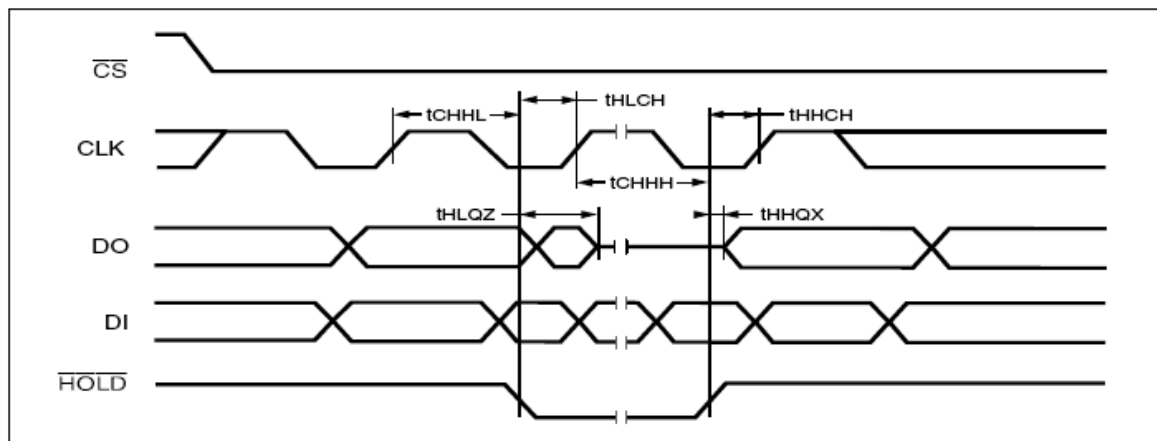 CS
tHLCH
tCHHL
tHHCH
CLK
tCHHH
tHLQZ
tHHQX
DO
DI
HOLD